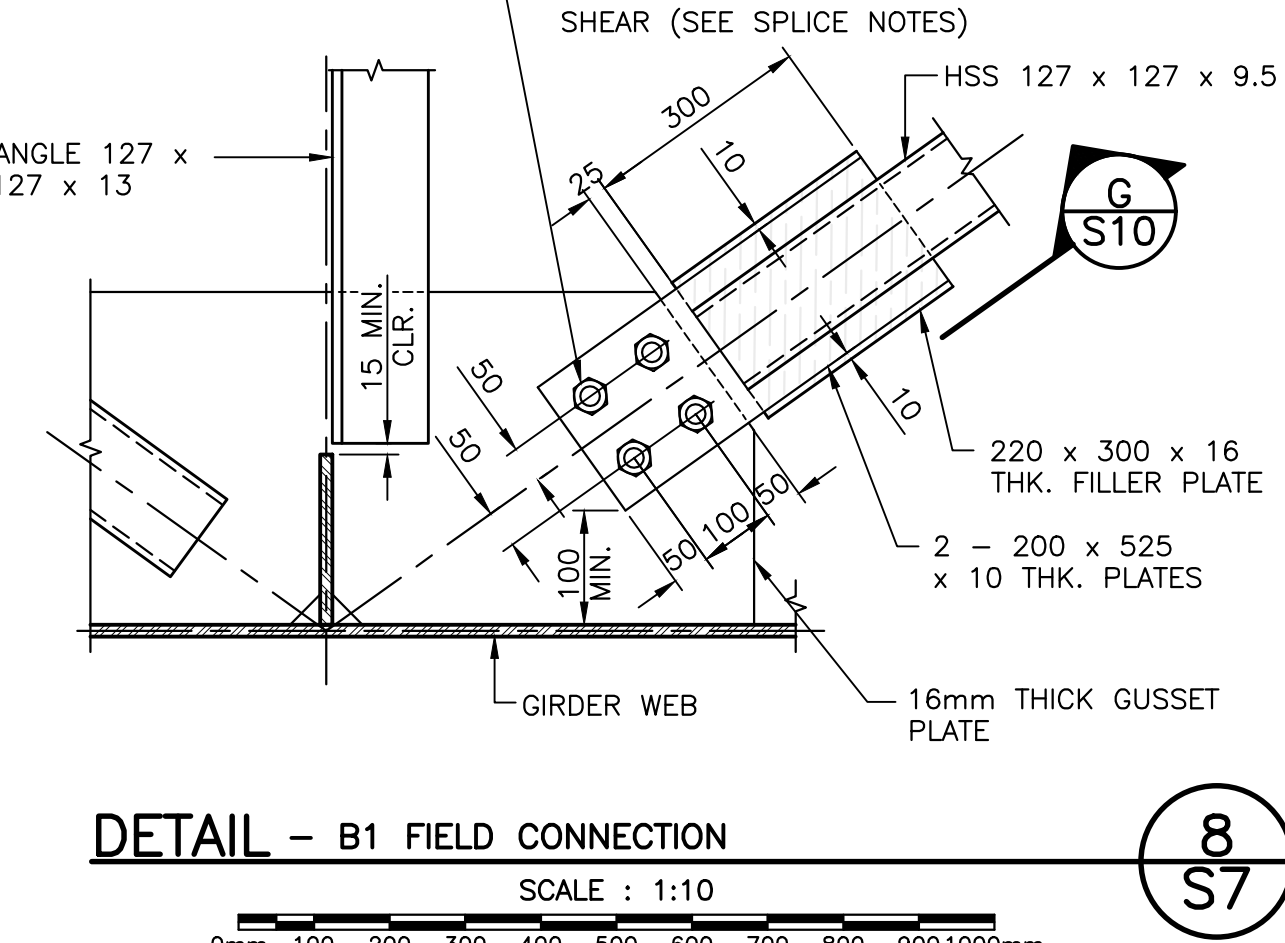 SHEAR (SEE SPLICE NOTES)
HSS 127 x 127 x 9.5
300
10
25
ANGLE 127 x
127 x 13
G
S10
15 MIN.
CLR.
50
50
10
220 x 300 x 16
THK. FILLER PLATE
50
100
50
100
MIN.
2 - 200 x 525
x 10 THK. PLATES
GIRDER WEB
16mm THICK GUSSET
PLATE
DETAIL - B1 FIELD CONNECTION
8
S7
SCALE : 1:10
0mm 100 200 300 400 500 600 700 800 900 1000mm